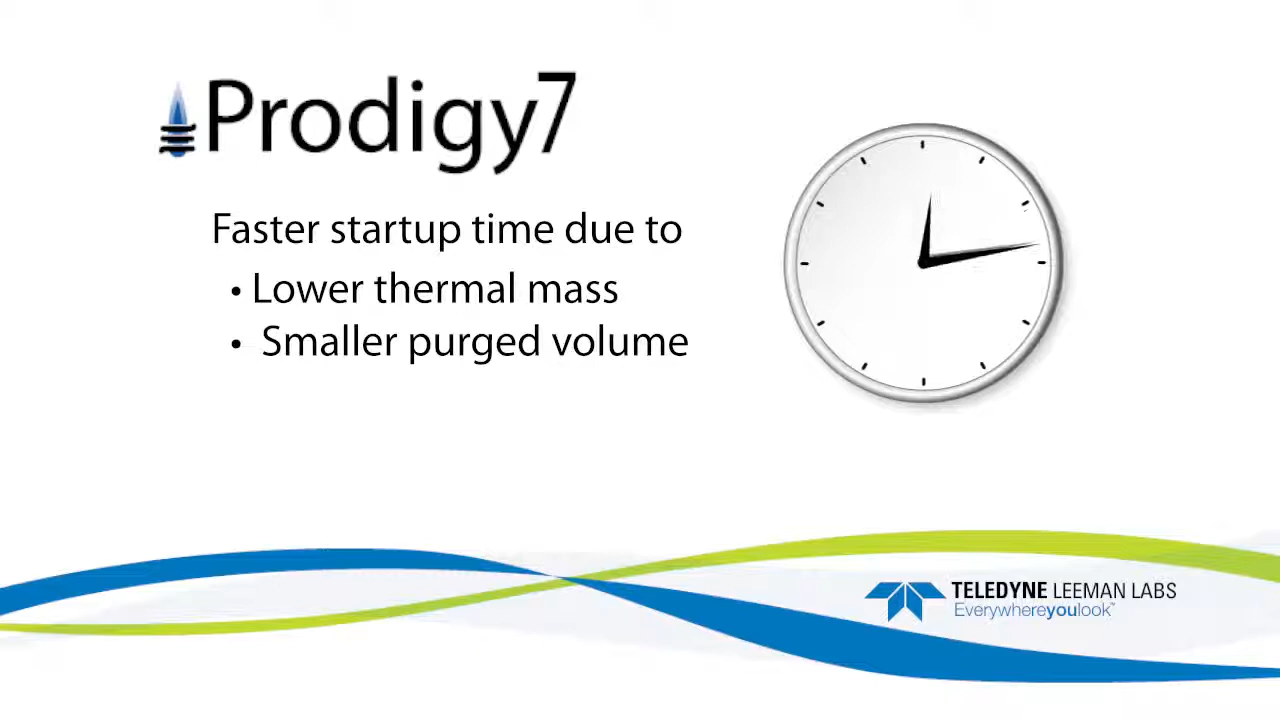 Prodigy7
Faster startup time due to
• Lower thermal mass
• Smaller purged volume
TELEDYNE LEEMAN LABS
Everywhereyoulook™